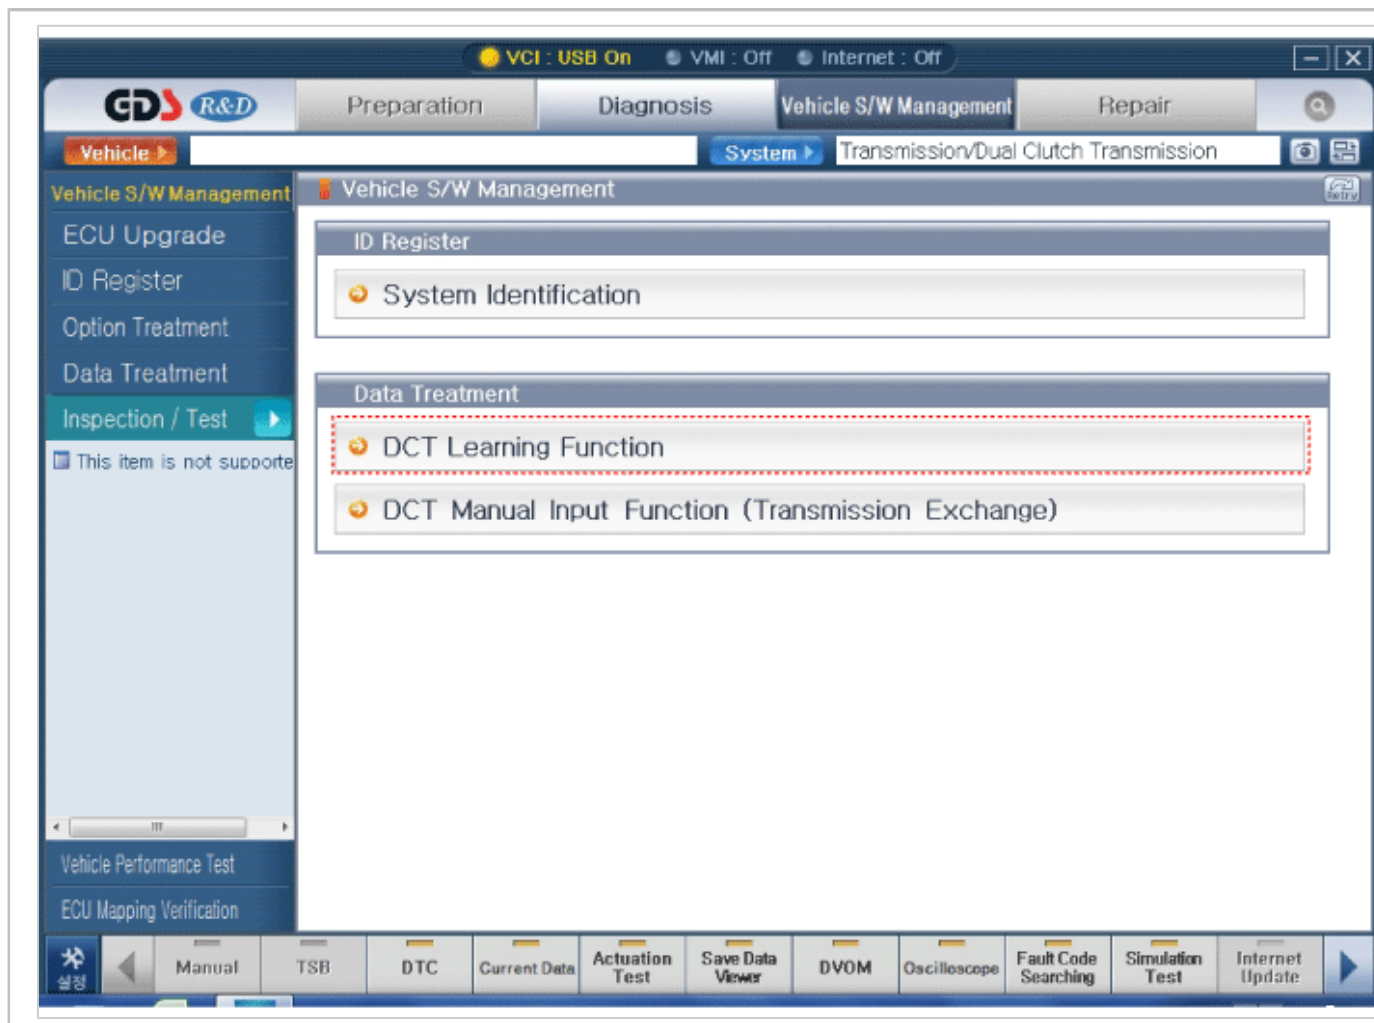 VCI : USB On VMI : Off Internet : Off
GDS R&D Preparation Diagnosis Vehicle S/W Management Repair
Vehicle System Transmission/Dual Clutch Transmission
Vehicle S/W Management
Vehicle S/W Management
Retry
ECU Upgrade
ID Register
Option Treatment
Data Treatment
Inspection / Test
This item is not supporte
ID Register
System Identification
Data Treatment
DCT Learning Function
DCT Manual Input Function (Transmission Exchange)
Vehicle Performance Test
ECU Mapping Verification
설정
Manual
TSB
DTC
Current Data
Actuation
Test
Save Data
Viewer
DVOM
Oscilloscope
Fault Code
Searching
Simulation
Test
Internet
Update